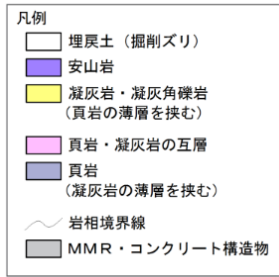 凡例
埋戻土（掘削ズリ）
安山岩
凝灰岩・凝灰角礫岩
（頁岩の薄層を挟む）
頁岩・凝灰岩の互層
頁岩
（凝灰岩の薄層を挟む）
岩相境界線
ＭＭＲ・コンクリート構造物